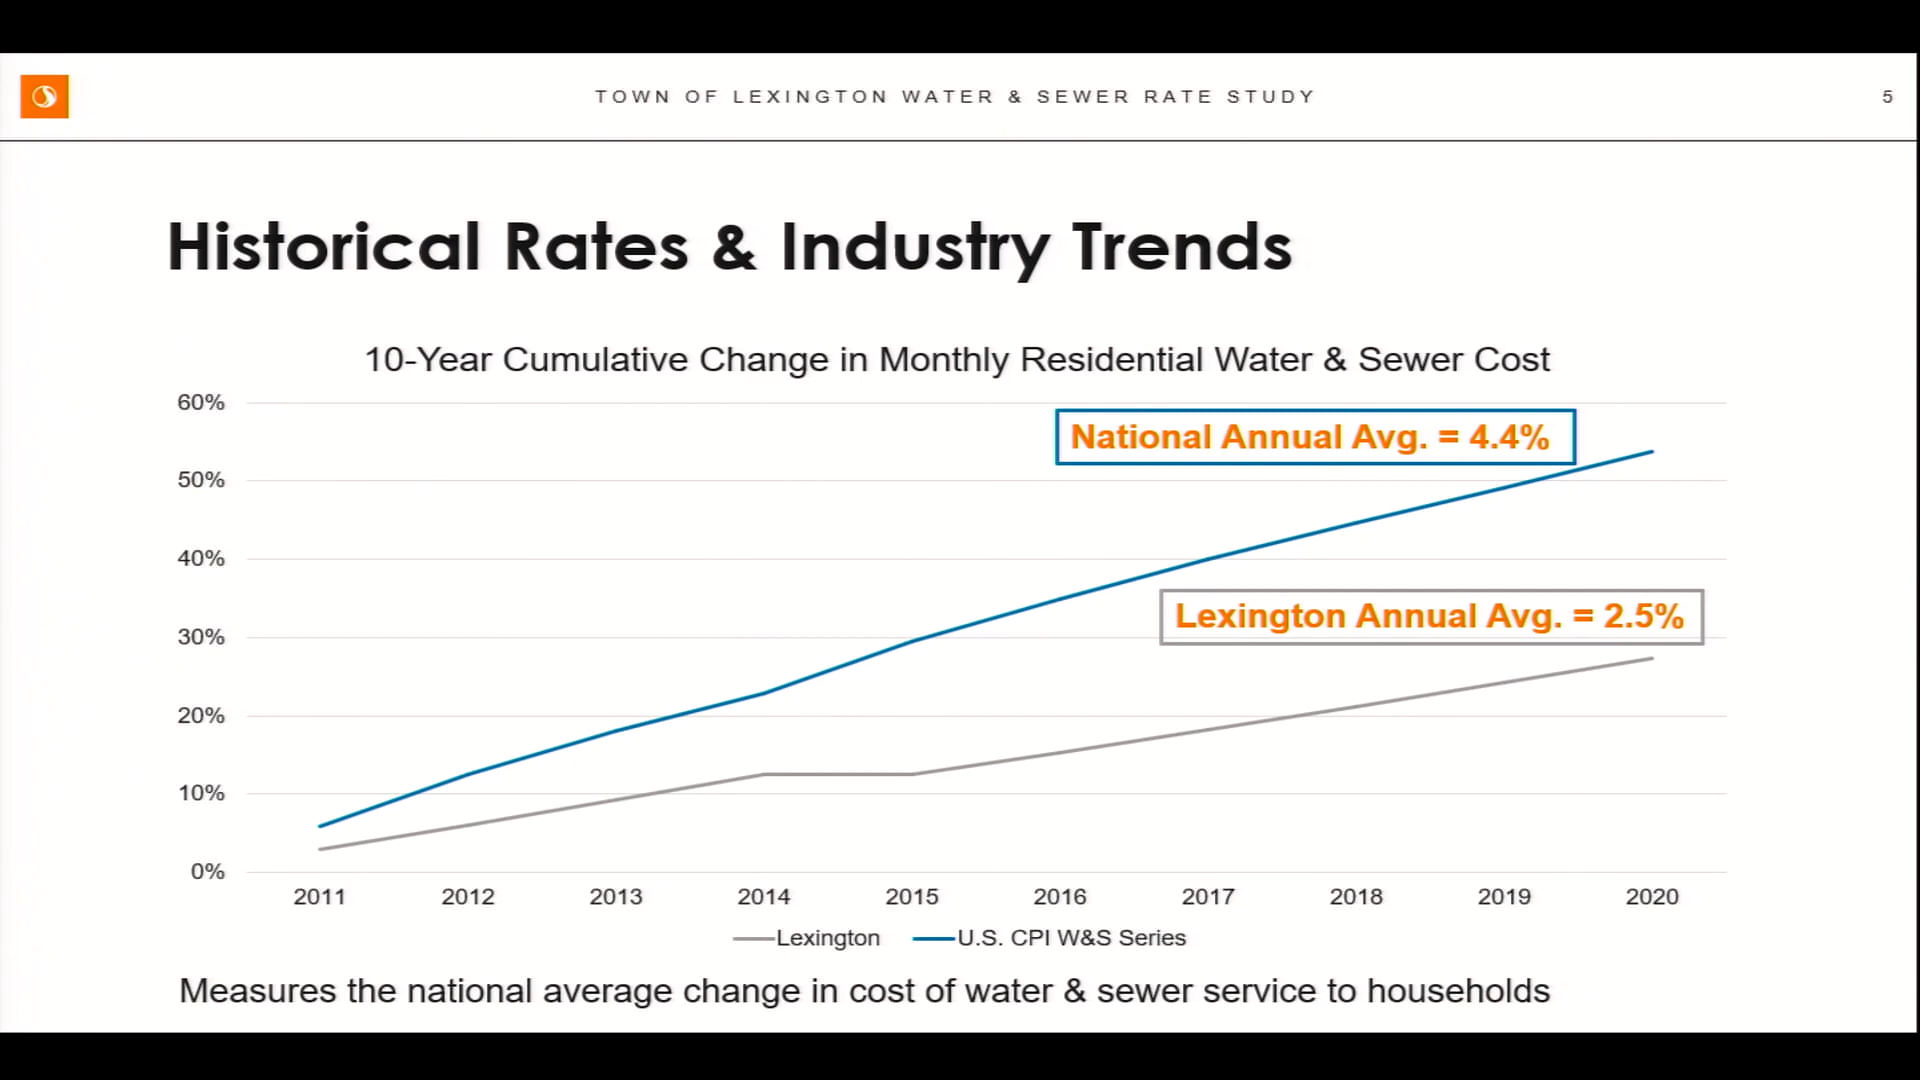 TOWN OF LEXINGTON WATER & SEWER RATE STUDY
5
Historical Rates & Industry Trends
10-Year Cumulative Change in Monthly Residential Water & Sewer Cost
60%
National Annual Avg. = 4.4%
50%
40%
Lexington Annual Avg. = 2.5%
30%
20%
10%
0%
2011 2012 2013 2014 2015 2016 2017 2018 2019 2020
Lexington U.S. CPI W&S Series
Measures the national average change in cost of water & sewer service to households